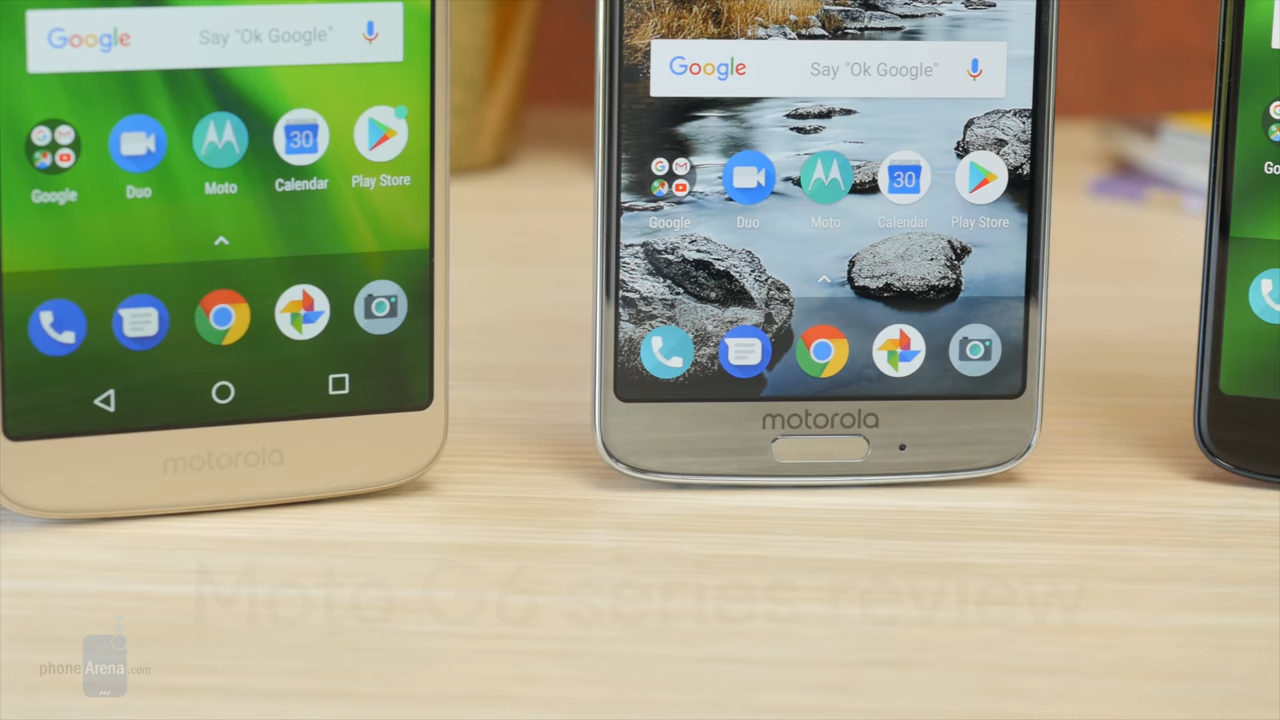 Google Say "Ok Google"
30
Google Duo Moto Calendar Play Store
motorola
Google Say "Ok Google"
G M
30
Google Duo Moto Calendar Play Store
motorola
Go
Moto G6 series review
phoneArena.com